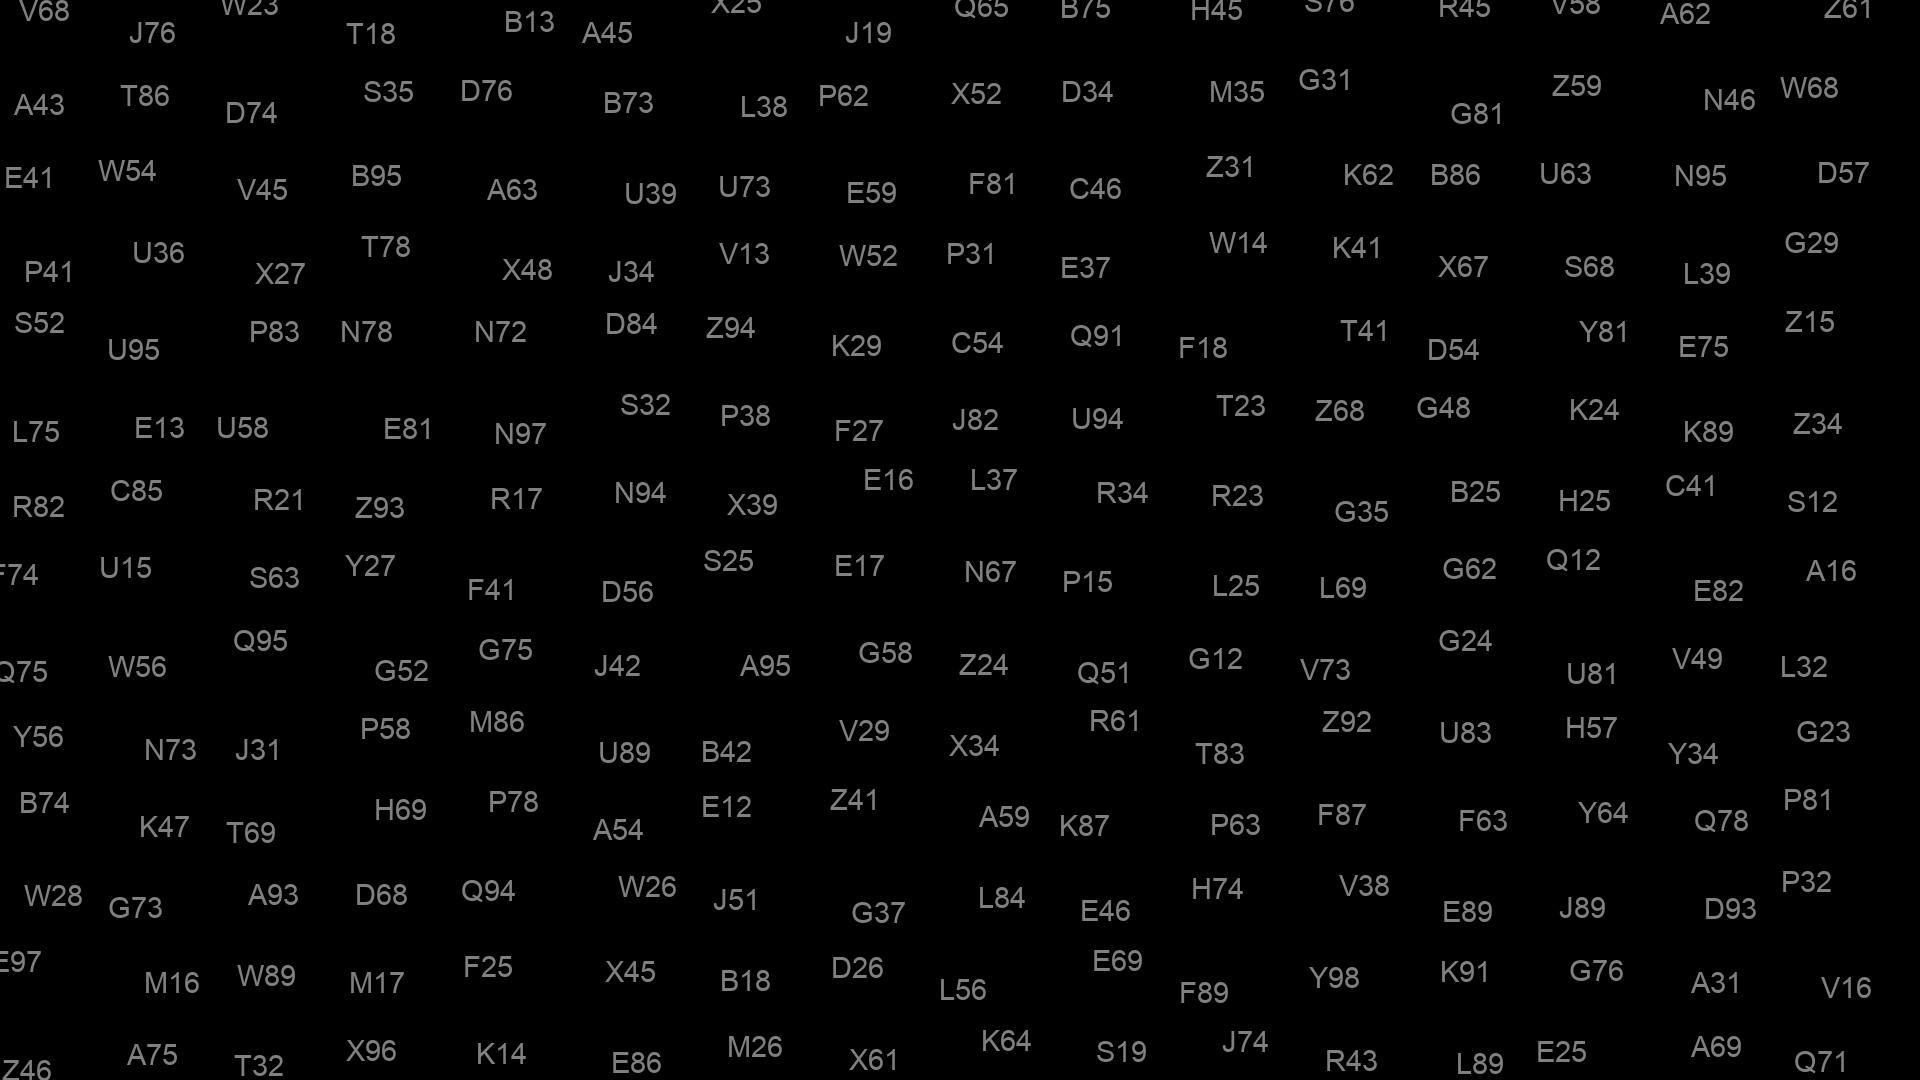 V68 J76 W23 T18 B13 A45 X25 J19 Q65 B75 H45 S76 R45 V58 A62 Z61
A43 T86 D74 S35 D76 B73 L38 P62 X52 D34 M35 G31 G81 Z59 N46 W68
E41 W54 V45 B95 A63 U39 U73 E59 F81 C46 Z31 K62 B86 U63 N95 D57
P41 U36 X27 T78 X48 J34 V13 W52 P31 E37 W14 K41 X67 S68 L39 G29
S52 U95 P83 N78 N72 D84 Z94 K29 C54 Q91 F18 T41 D54 Y81 E75 Z15
L75 E13 U58 E81 N97 S32 P38 F27 J82 U94 T23 Z68 G48 K24 K89 Z34
R82 C85 R21 Z93 R17 N94 X39 E16 L37 R34 R23 G35 B25 H25 C41 S12
F74 U15 S63 Y27 F41 D56 S25 E17 N67 P15 L25 L69 G62 Q12 E82 A16
Q75 W56 Q95 G52 G75 J42 A95 G58 Z24 Q51 G12 V73 G24 U81 V49 L32
Y56 N73 J31 P58 M86 U89 B42 V29 X34 R61 T83 Z92 U83 H57 Y34 G23
B74 K47 T69 H69 P78 A54 E12 Z41 A59 K87 P63 F87 F63 Y64 Q78 P81
W28 G73 A93 D68 Q94 W26 J51 G37 L84 E46 H74 V38 E89 J89 D93 P32
E97 M16 W89 M17 F25 X45 B18 D26 L56 E69 F89 Y98 K91 G76 A31 V16
Z46 A75 T32 X96 K14 E86 M26 X61 K64 S19 J74 R43 L89 E25 A69 Q71